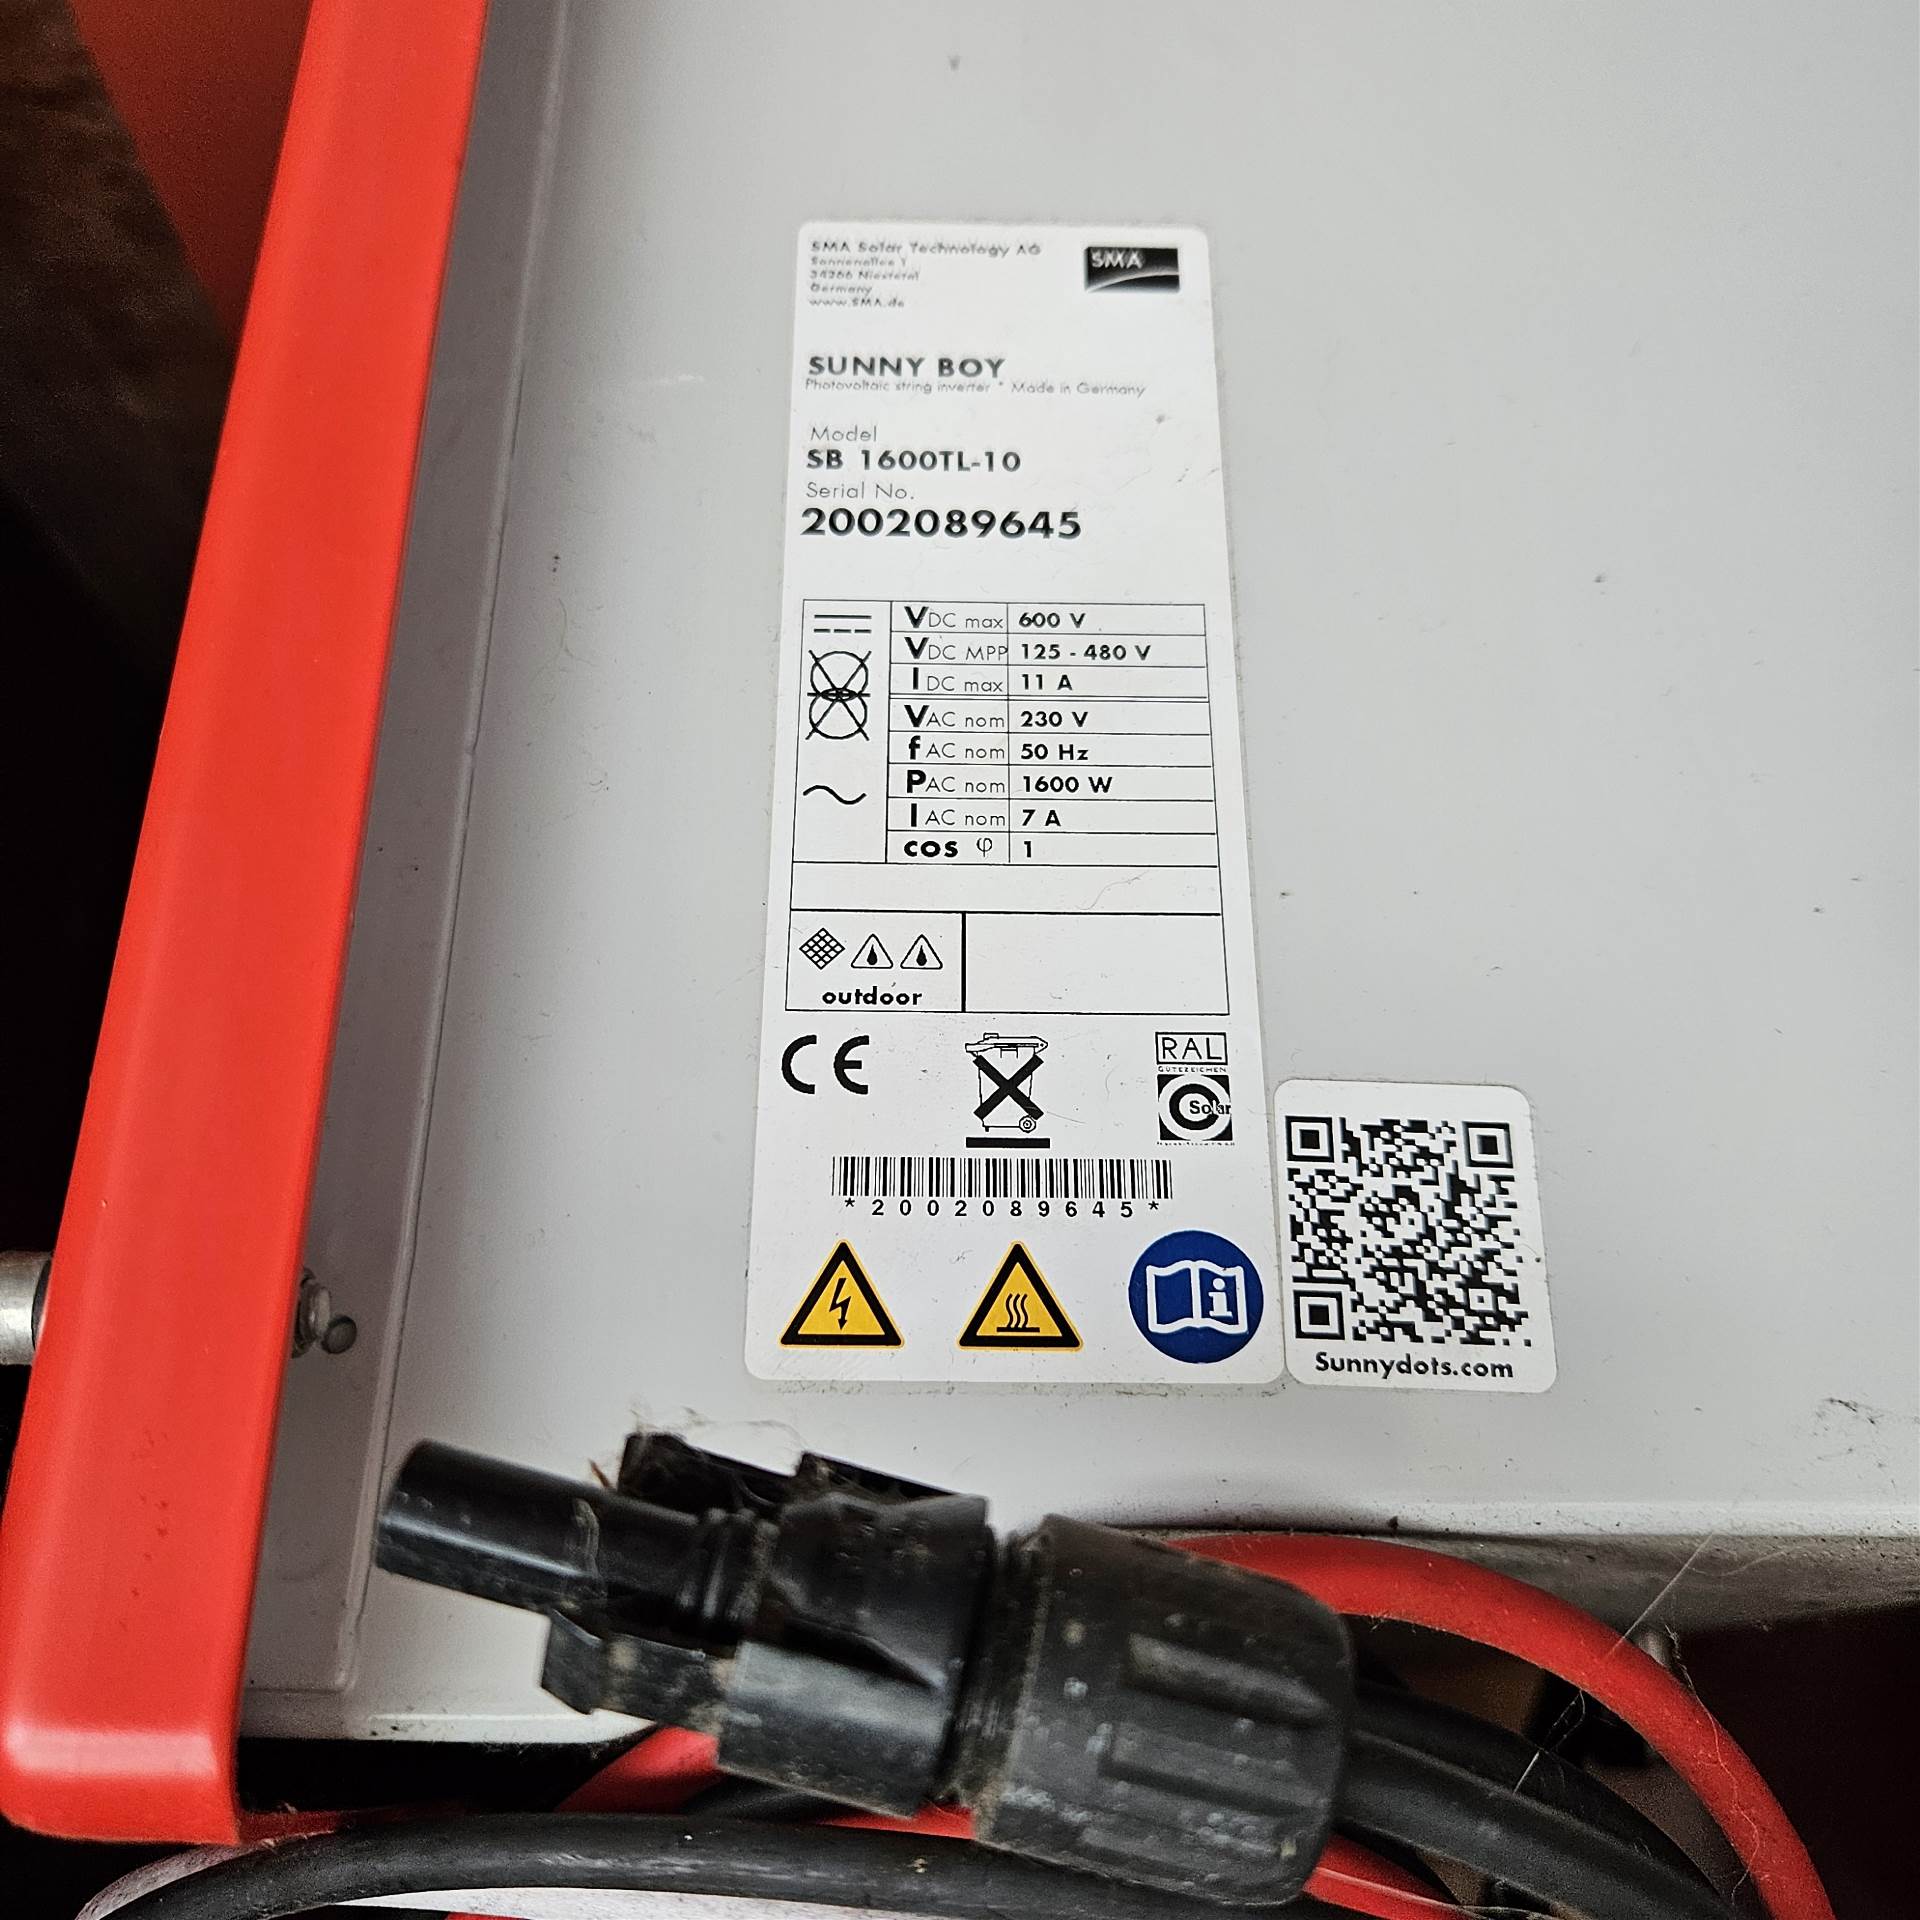 SMA Solar Technology AG
Sonnenallee 1
34266 Niestetal
Germany
www.SMA.de
SMA
SUNNY BOY
Photovoltaic string inverter * Made in Germany
Model
SB 1600TL-10
Serial No.
2002089645
VDC max 600 V
VDC MPP 125 - 480 V
IDC max 11 A
VAC nom 230 V
fAC nom 50 Hz
PAC nom 1600 W
IAC nom 7 A
cos φ 1
outdoor
CE
RAL
GÜTEZEICHEN
Solar
*2002089645*
Sunnydots.com